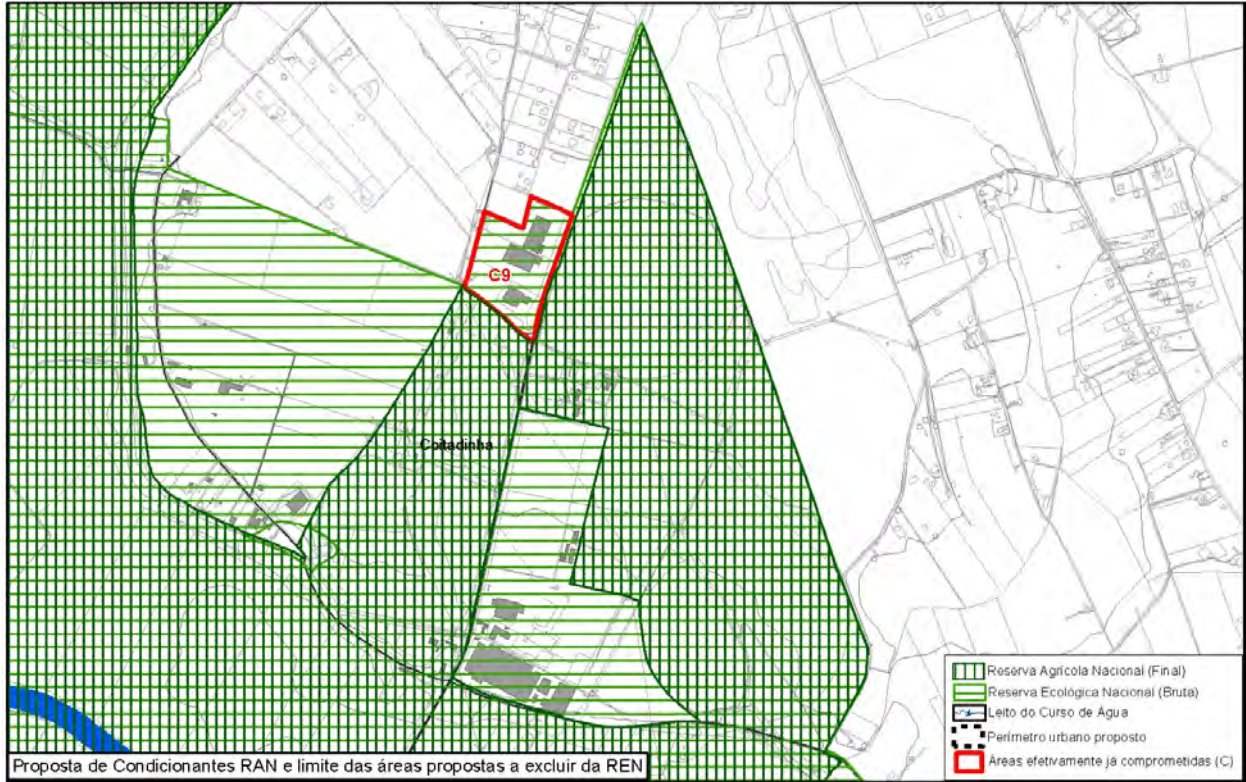 C9
Coitadinha
Reserva Agrícola Nacional (Final)
Reserva Ecológica Nacional (Bruta)
Leito do Curso de Água
Perímetro urbano proposto
Áreas efetivamente já comprometidas (C)
Proposta de Condicionantes RAN e limite das áreas propostas a excluir da REN